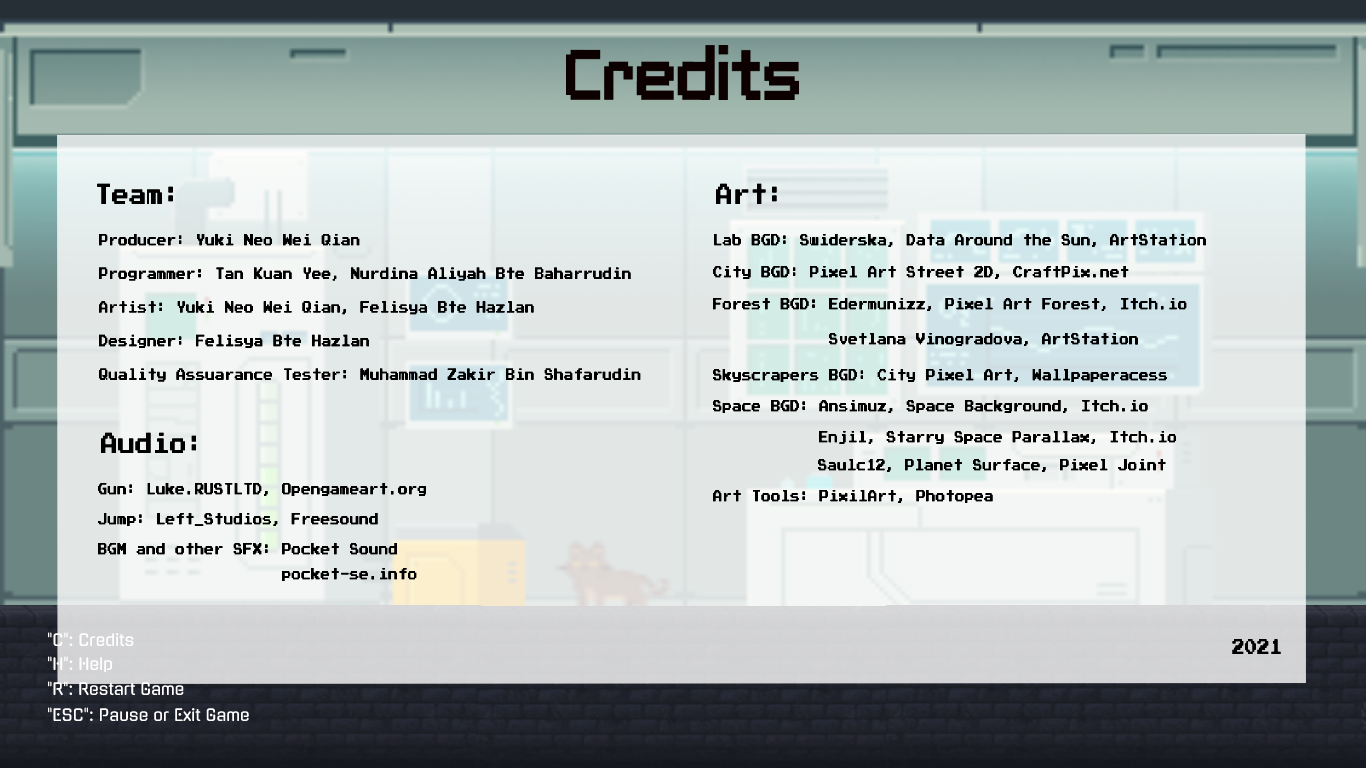 Credits
Team:
Producer: Yuki Neo Wei Qian
Programmer: Tan Kuan Yee, Nurdina Aliyah Bte Baharrudin
Artist: Yuki Neo Wei Qian, Felisya Bte Hazlan
Designer: Felisya Bte Hazlan
Quality Assuarance Tester: Muhammad Zakir Bin Shafarudin
Audio:
Gun: Luke.RUSTLTD, Opengameart.org
Jump: Left_Studios, Freesound
BGM and other SFX: Pocket Sound
pocket-se.info
Art:
Lab BGD: Swiderska, Data Around the Sun, ArtStation
City BGD: Pixel Art Street 2D, CraftPix.net
Forest BGD: Edermunizz, Pixel Art Forest, Itch.io
Svetlana Vinogradova, ArtStation
Skyscrapers BGD: City Pixel Art, Wallpaperacess
Space BGD: Ansimuz, Space Background, Itch.io
Enjil, Starry Space Parallax, Itch.io
Saulc12, Planet Surface, Pixel Joint
Art Tools: PixilArt, Photopea
2021
"C": Credits
"H": Help
"R": Restart Game
"ESC": Pause or Exit Game